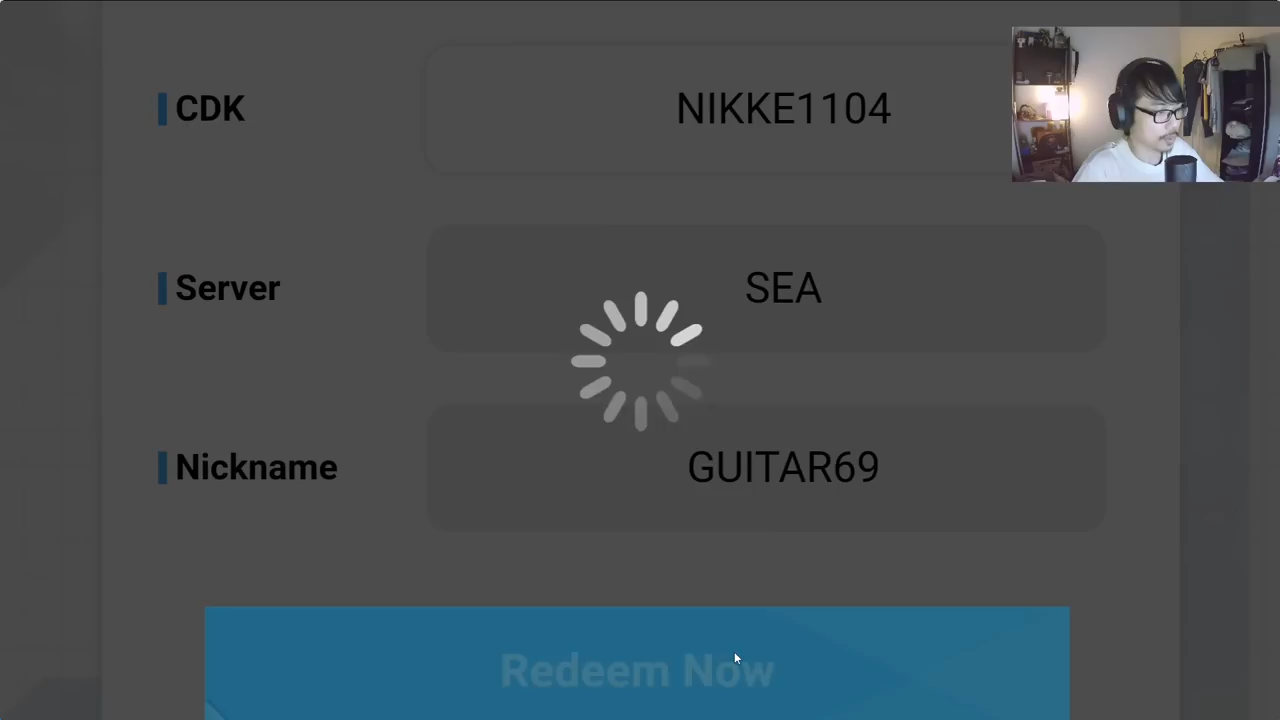 CDK
NIKKE1104
Server
SEA
Nickname
GUITAR69
Redeem Now